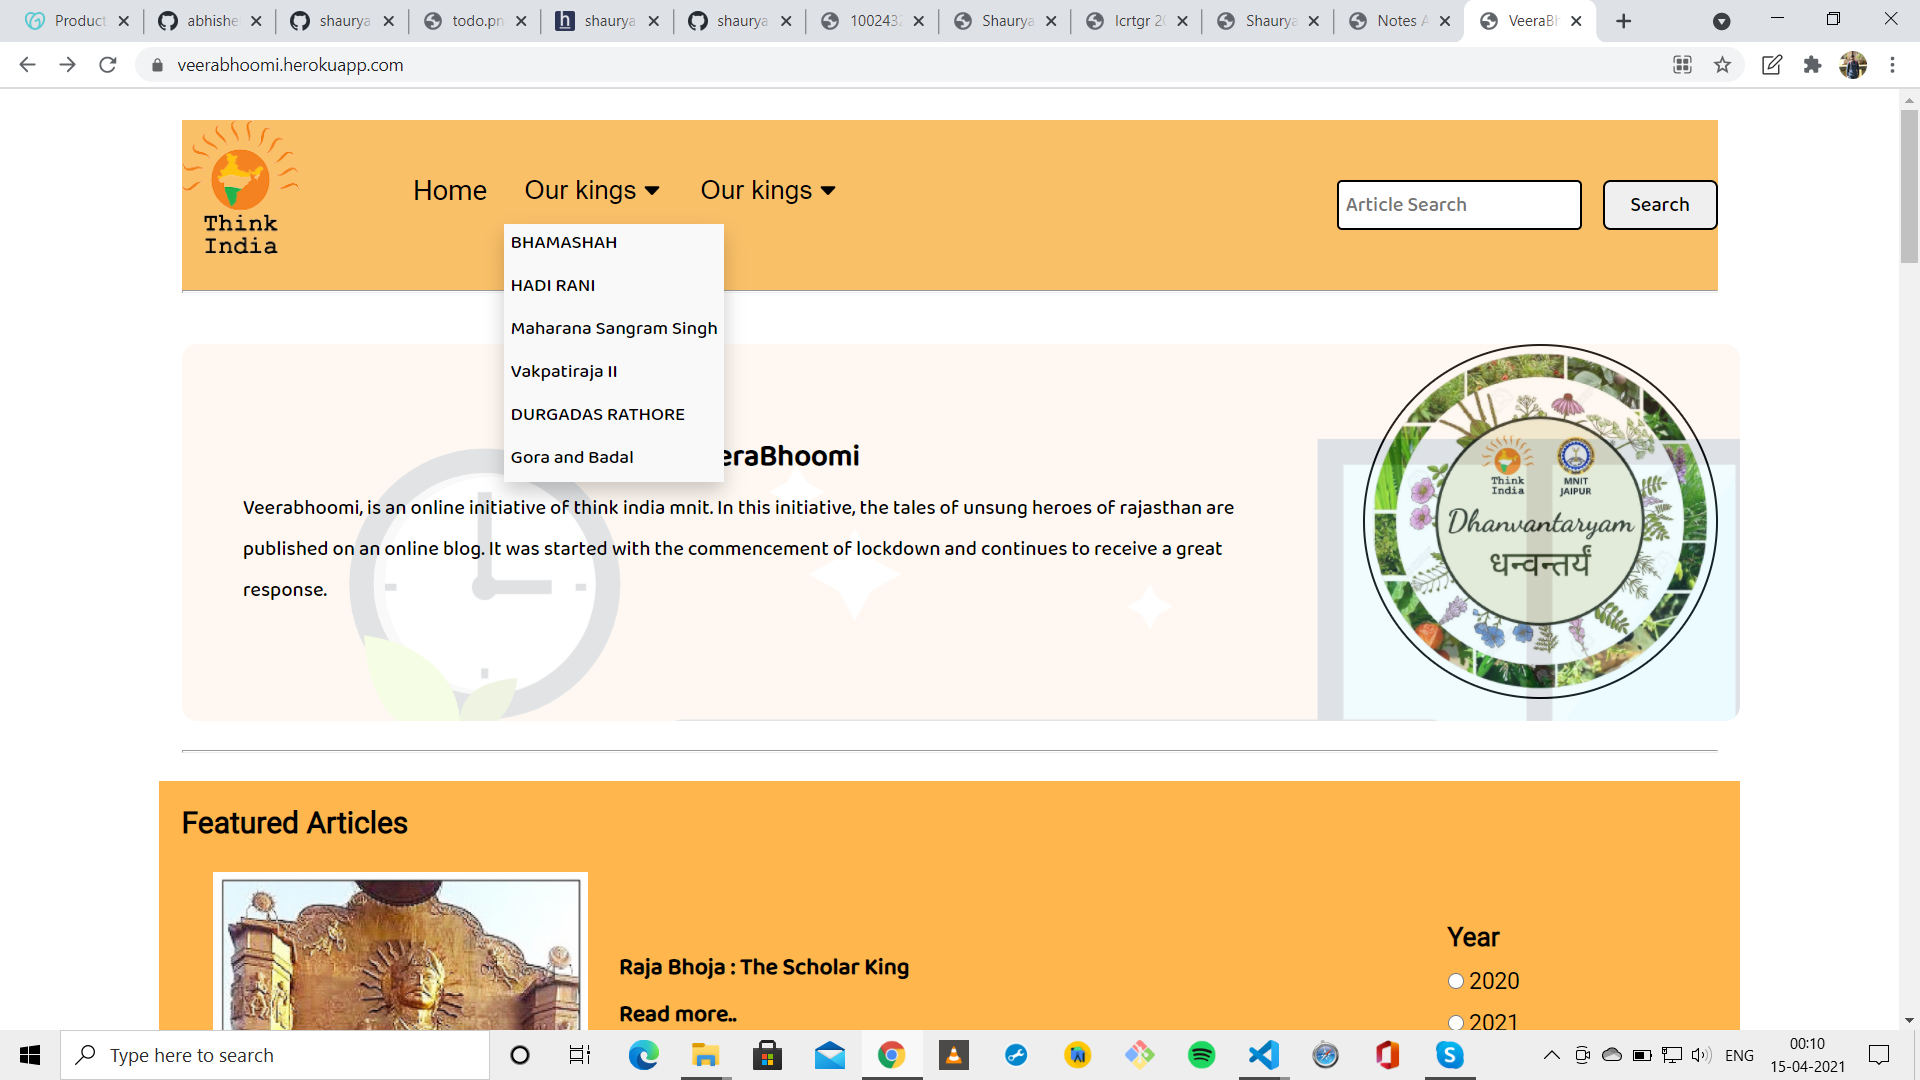 Product
abhishe
shaurya
todo.pn
shaurya
shaurya
100243
Shaurya
Icrtgr 20
Shaurya
Notes A
VeeraBh
veerabhoomi.herokuapp.com
Think
India
Home
Our kings
Our kings
Article Search
Search
BHAMASHAH
HADI RANI
Maharana Sangram Singh
Vakpatiraja II
DURGADAS RATHORE
Gora and Badal
eraBhoomi
Veerabhoomi, is an online initiative of think india mnit. In this initiative, the tales of unsung heroes of rajasthan are
published on an online blog. It was started with the commencement of lockdown and continues to receive a great
response.
Think
India
MNIT
JAIPUR
Dhanvantaryam
धन्वन्तर्यं
Featured Articles
Raja Bhoja : The Scholar King
Read more..
Year
2020
2021
Type here to search
ENG
00:10
15-04-2021